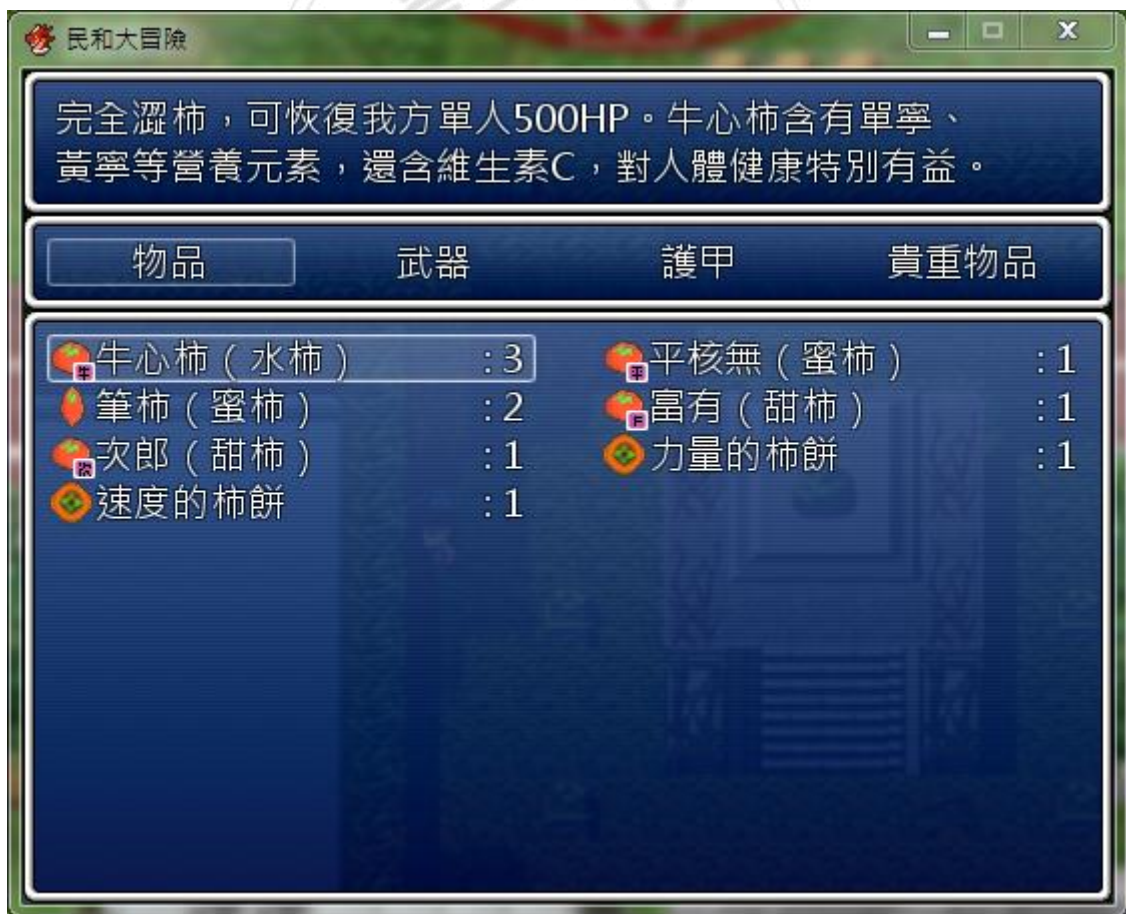 民和大冒險
完全澀柿，可恢復我方單人500HP。牛心柿含有單寧、
黃寧等營養元素，還含維生素C，對人體健康特別有益。
物品 武器 護甲 貴重物品
牛心柿（水柿） :3 平核無（蜜柿） :1
筆柿（蜜柿） :2 富有（甜柿） :1
次郎（甜柿） :1 力量的柿餅 :1
速度的柿餅 :1